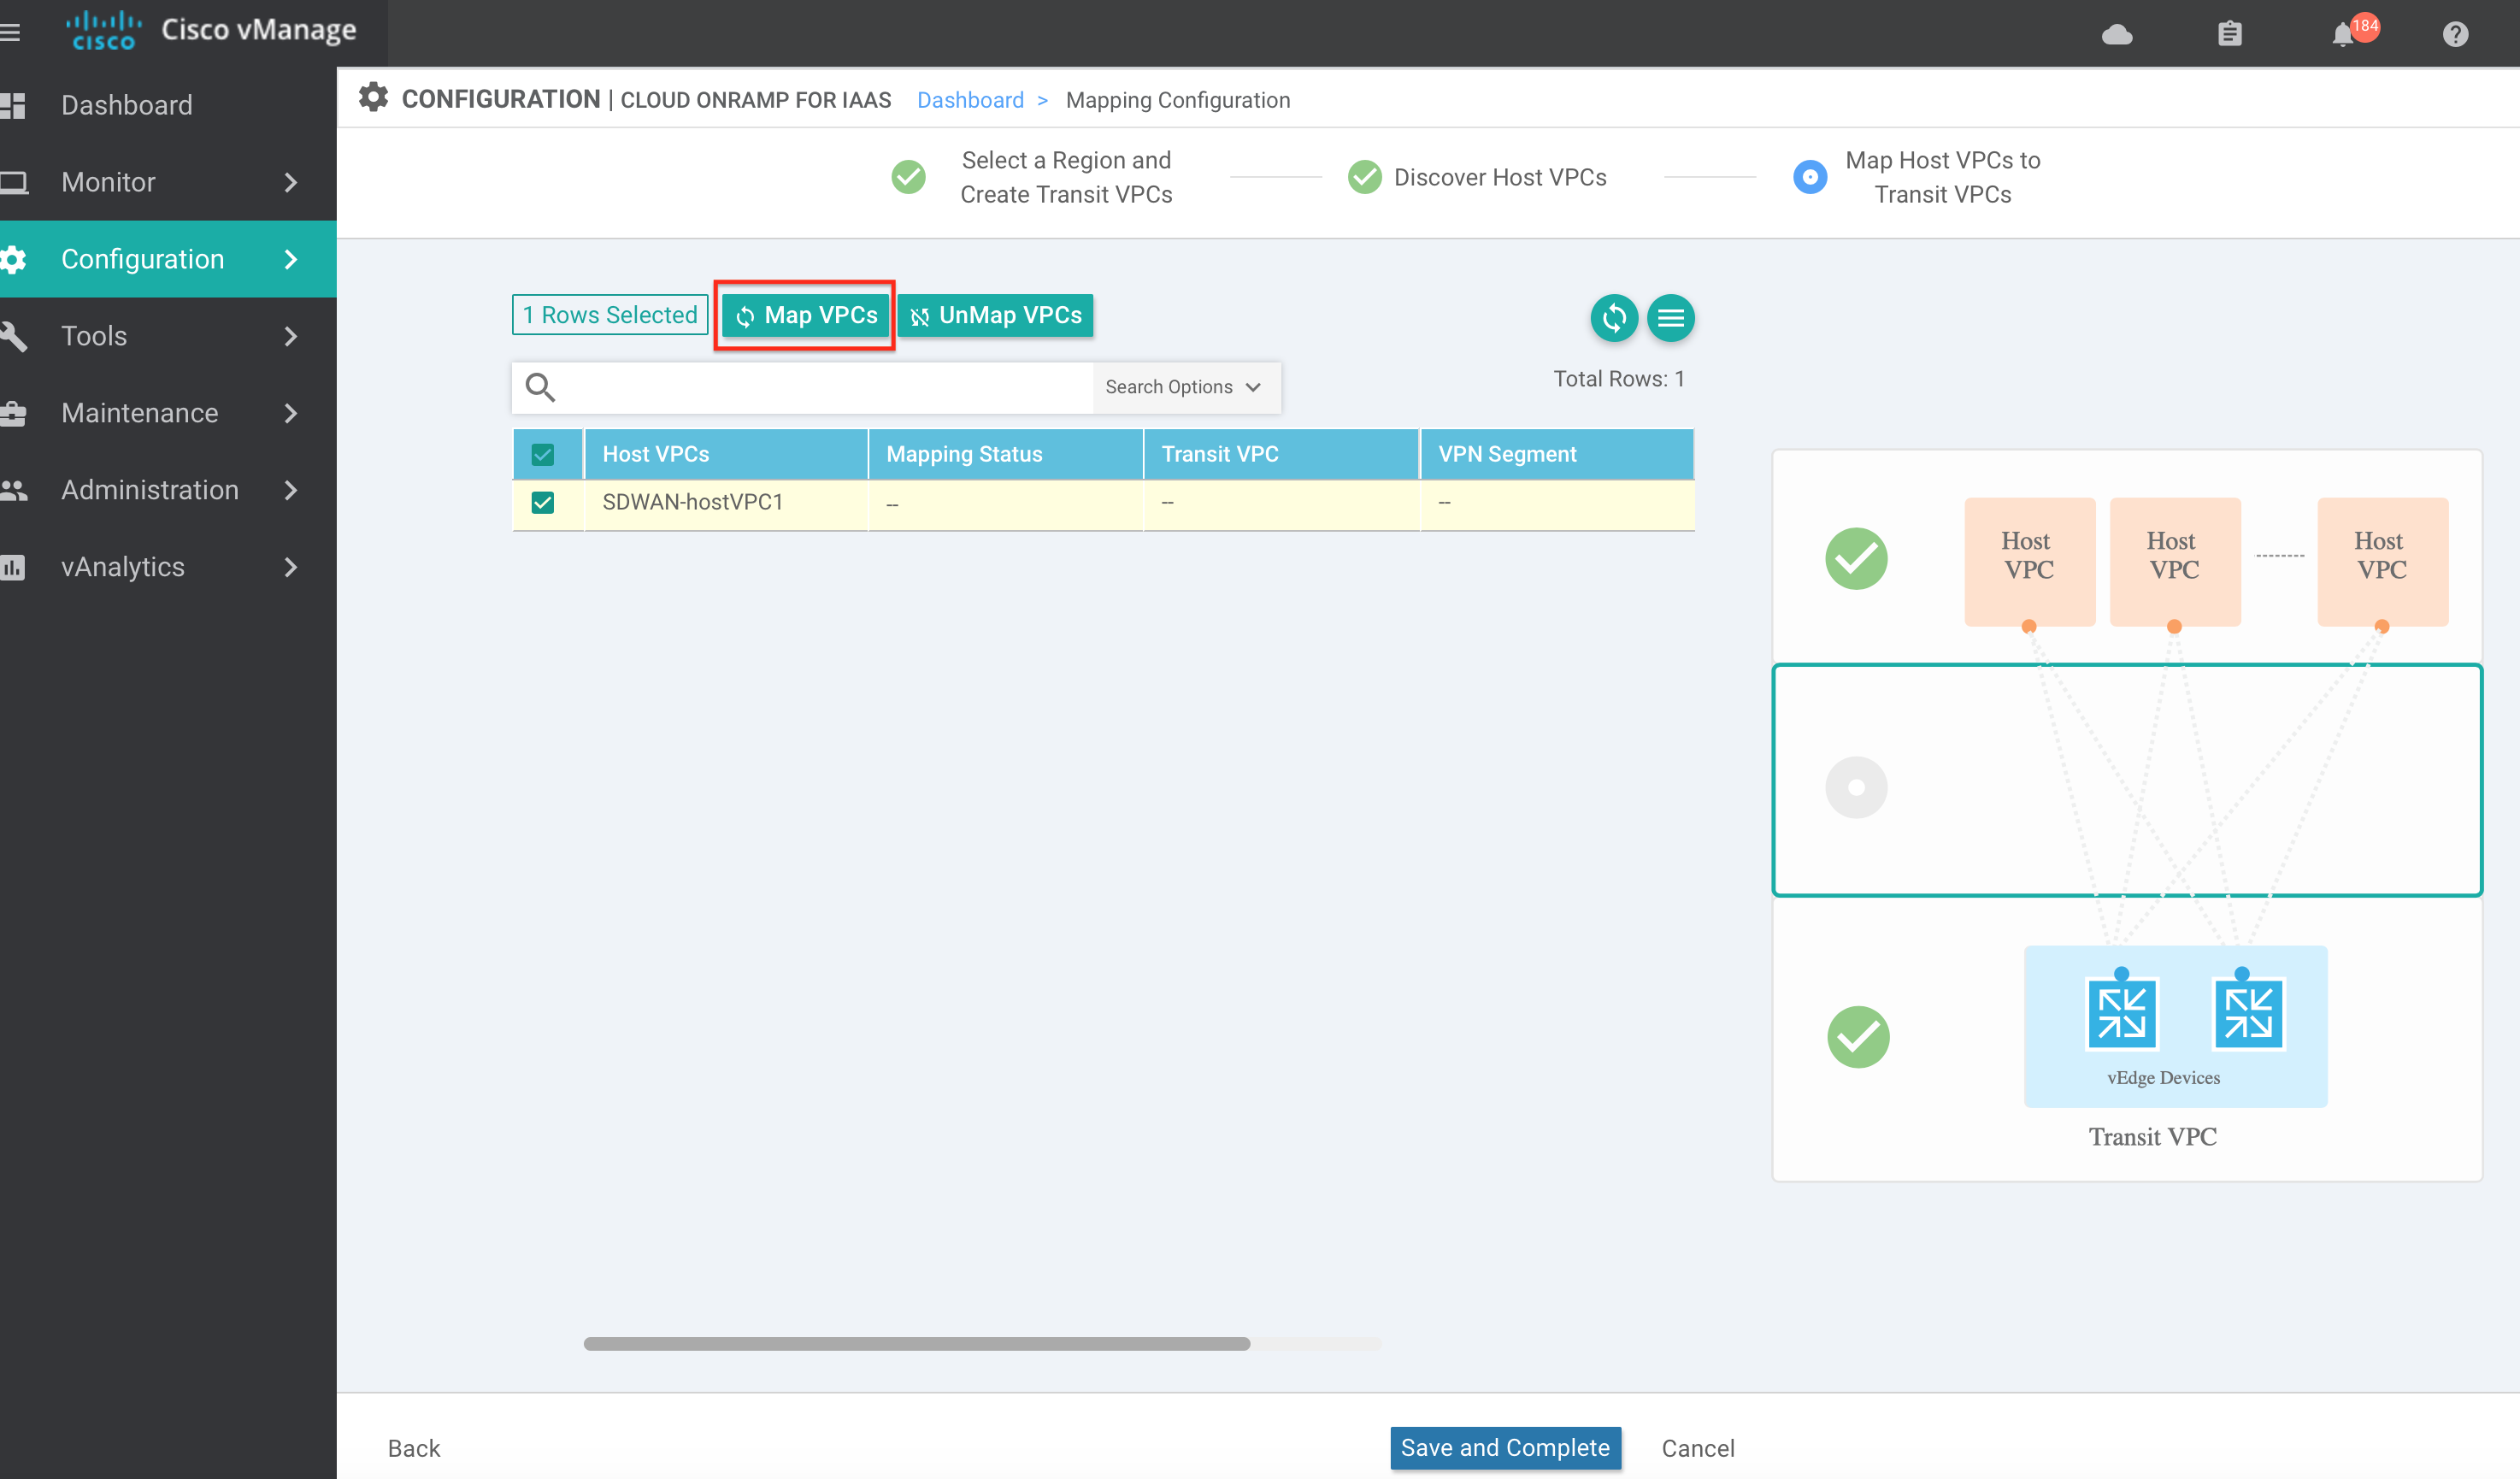 CISCO Cisco vManage
184
Dashboard
Monitor
Configuration
Tools
Maintenance
Administration
vAnalytics
CONFIGURATION | CLOUD ONRAMP FOR IAAS Dashboard > Mapping Configuration
Select a Region and
Create Transit VPCs
Discover Host VPCs
Map Host VPCs to
Transit VPCs
1 Rows Selected Map VPCs UnMap VPCs
Search Options
Total Rows: 1
Host VPCs Mapping Status Transit VPC VPN Segment
SDWAN-hostVPC1 -- -- --
Host
VPC
Host
VPC
Host
VPC
vEdge Devices
Transit VPC
Back Save and Complete Cancel